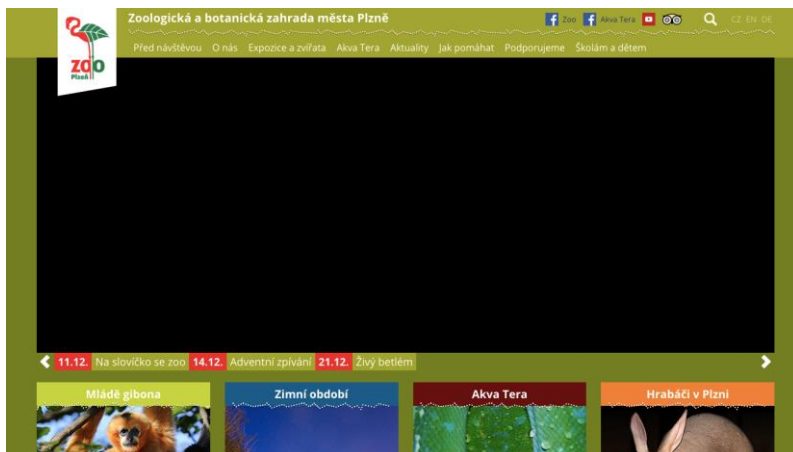 Zoologická a botanická zahrada města Plzně
Zoo
Akva Tera
CZ EN DE
Před návštěvou O nás Expozice a zvířata Akva Tera Aktuality Jak pomáhat Podporujeme Školám a dětem
ZOO
Plzeň
11.12. Na slovíčko se zoo 14.12. Adventní zpívání 21.12. Živý betlém
Mládě gibona
Zimní období
Akva Tera
Hrabáči v Plzni